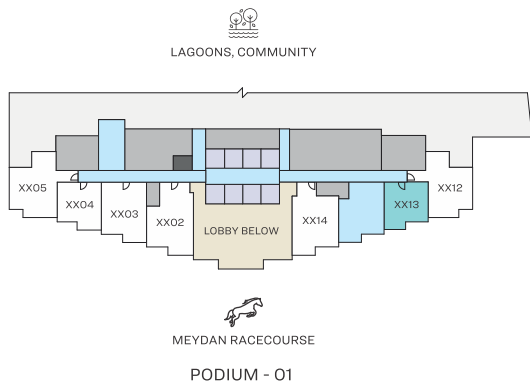 LAGOONS, COMMUNITY
XX05
XX12
XX04
XX03
XX02
LOBBY BELOW
XX14
XX13
MEYDAN RACECOURSE
PODIUM - 01